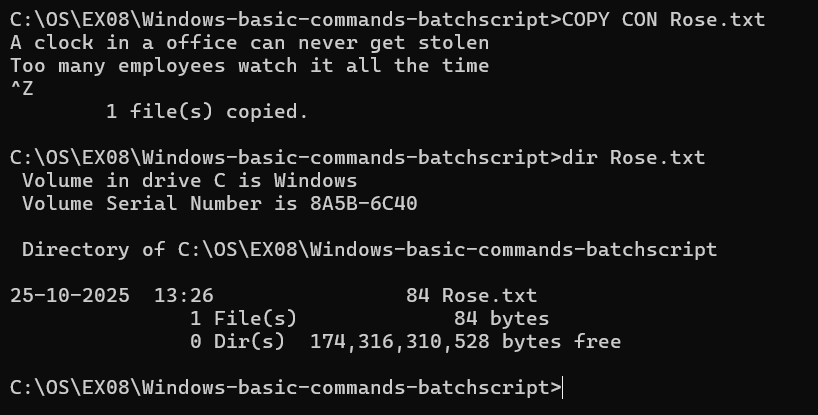 C:\OS\EX08\Windows-basic-commands-batchscript>COPY CON Rose.txt
A clock in a office can never get stolen
Too many employees watch it all the time
^Z
        1 file(s) copied.

C:\OS\EX08\Windows-basic-commands-batchscript>dir Rose.txt
 Volume in drive C is Windows
 Volume Serial Number is 8A5B-6C40

 Directory of C:\OS\EX08\Windows-basic-commands-batchscript

25-10-2025  13:26                84 Rose.txt
               1 File(s)             84 bytes
               0 Dir(s)  174,316,310,528 bytes free

C:\OS\EX08\Windows-basic-commands-batchscript>